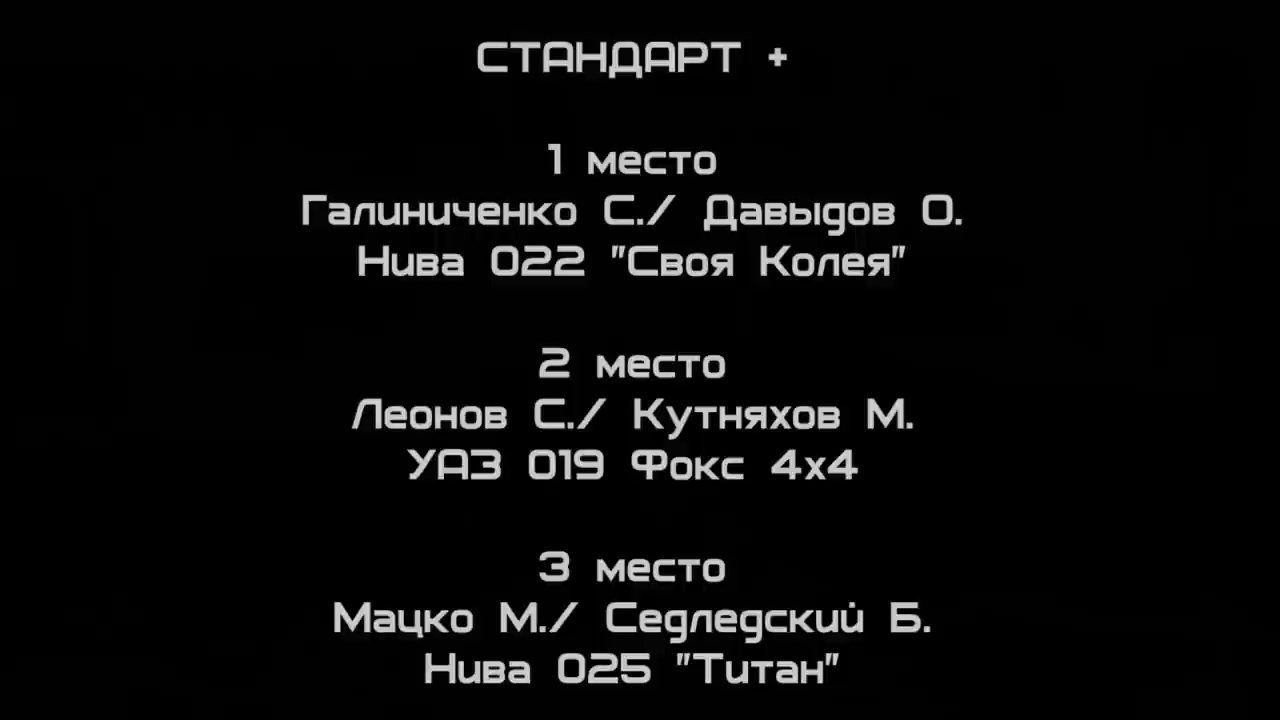 СТАНДАРТ +
1 место
Галиниченко С./ Давыдов О.
Нива 022 "Своя Колея"
2 место
Леонов С./ Кутняхов М.
УАЗ 019 Фокс 4х4
3 место
Мацко М./ Седледский Б.
Нива 025 "Титан"